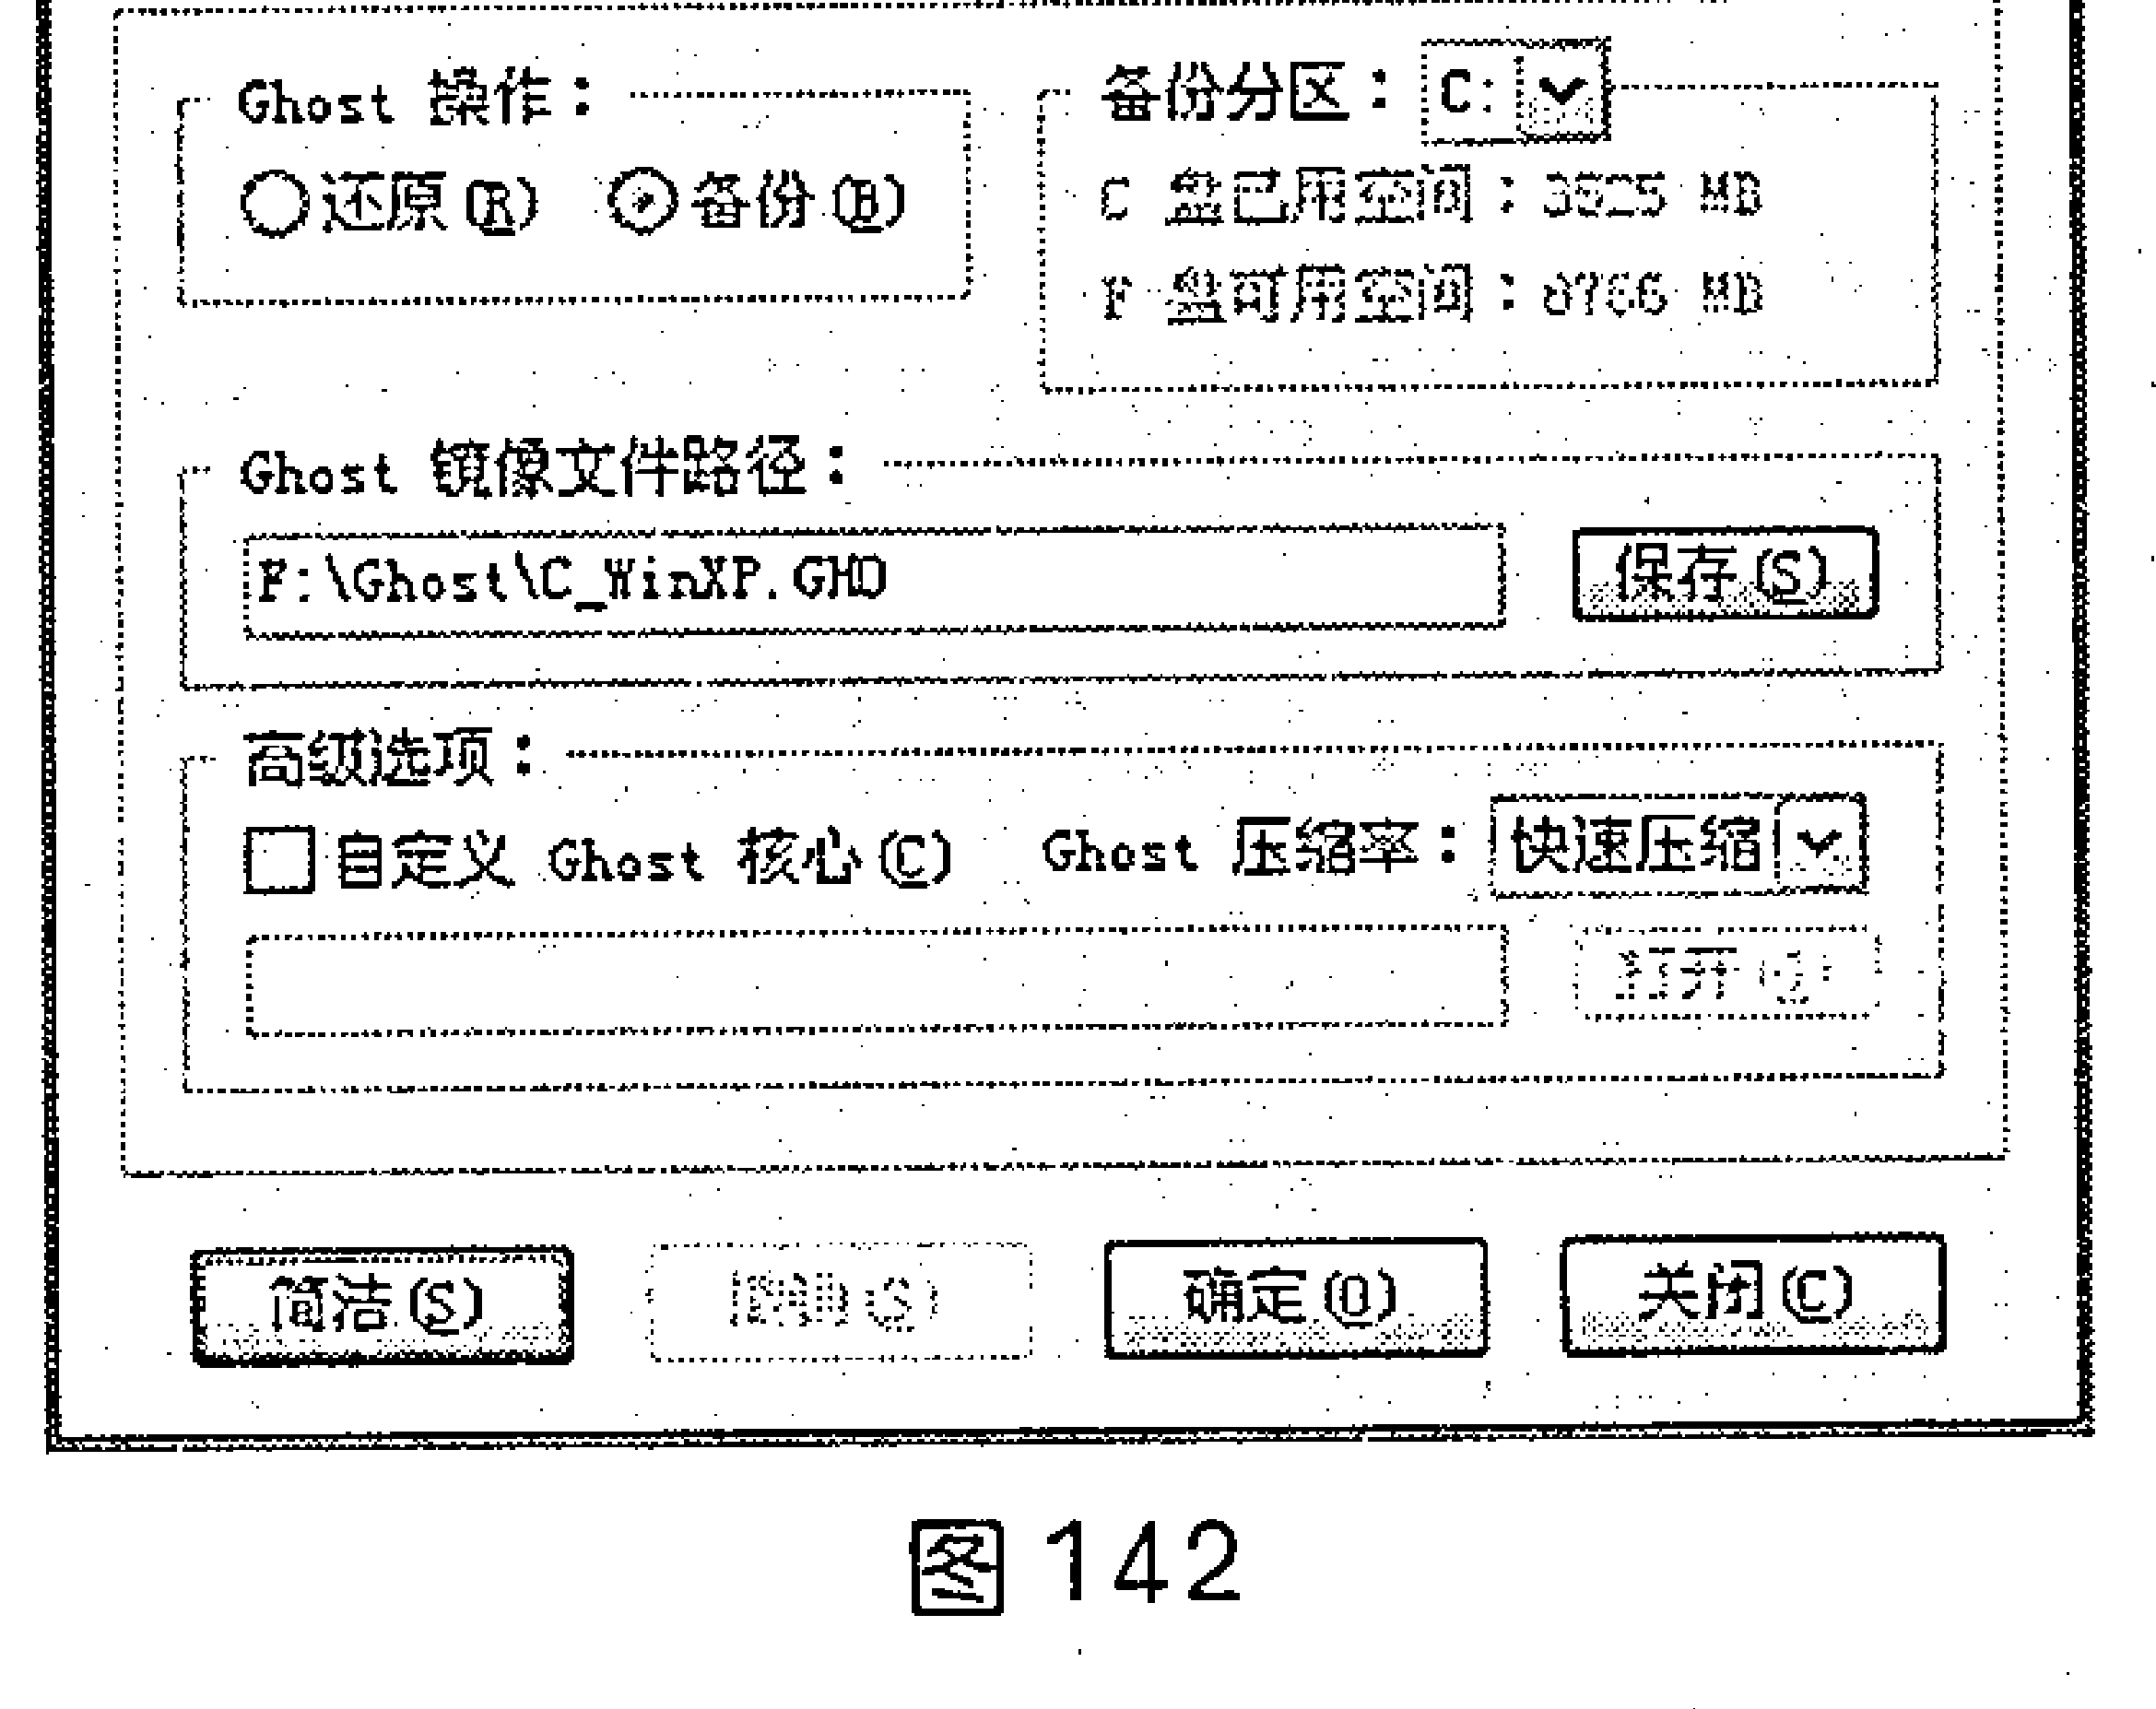 Ghost 操作：
备份分区： C:
还原(R) 备份(B)
C 盘已用空间： MB
F 盘可用空间： MB
Ghost 镜像文件路径：
F:\Ghost\C_WinXP.GHO 保存(S)
高级选项：
自定义 Ghost 核心(C) Ghost 压缩率： 快速压缩
打开
简洁(S) 确定(O) 关闭(C)
图 142